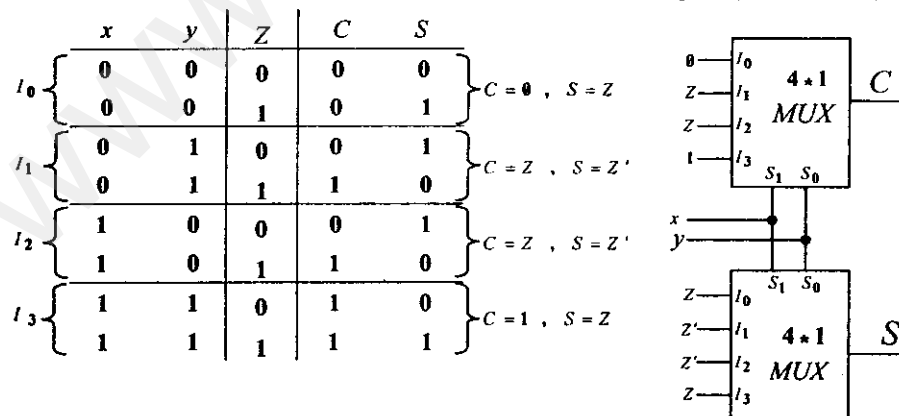 x y Z C S
I0 { 0 0 0 0 0
0 0 1 0 1 } C = 0 , S = Z
I1 { 0 1 0 0 1
0 1 1 1 0 } C = Z , S = Z'
I2 { 1 0 0 0 1
1 0 1 1 0 } C = Z , S = Z'
I3 { 1 1 0 1 0
1 1 1 1 1 } C = 1 , S = Z
0 I0
Z I1
Z I2
1 I3
4*1
MUX
C
S1 S0
x
y
S1 S0
Z I0
Z' I1
Z' I2
Z I3
4*1
MUX
S